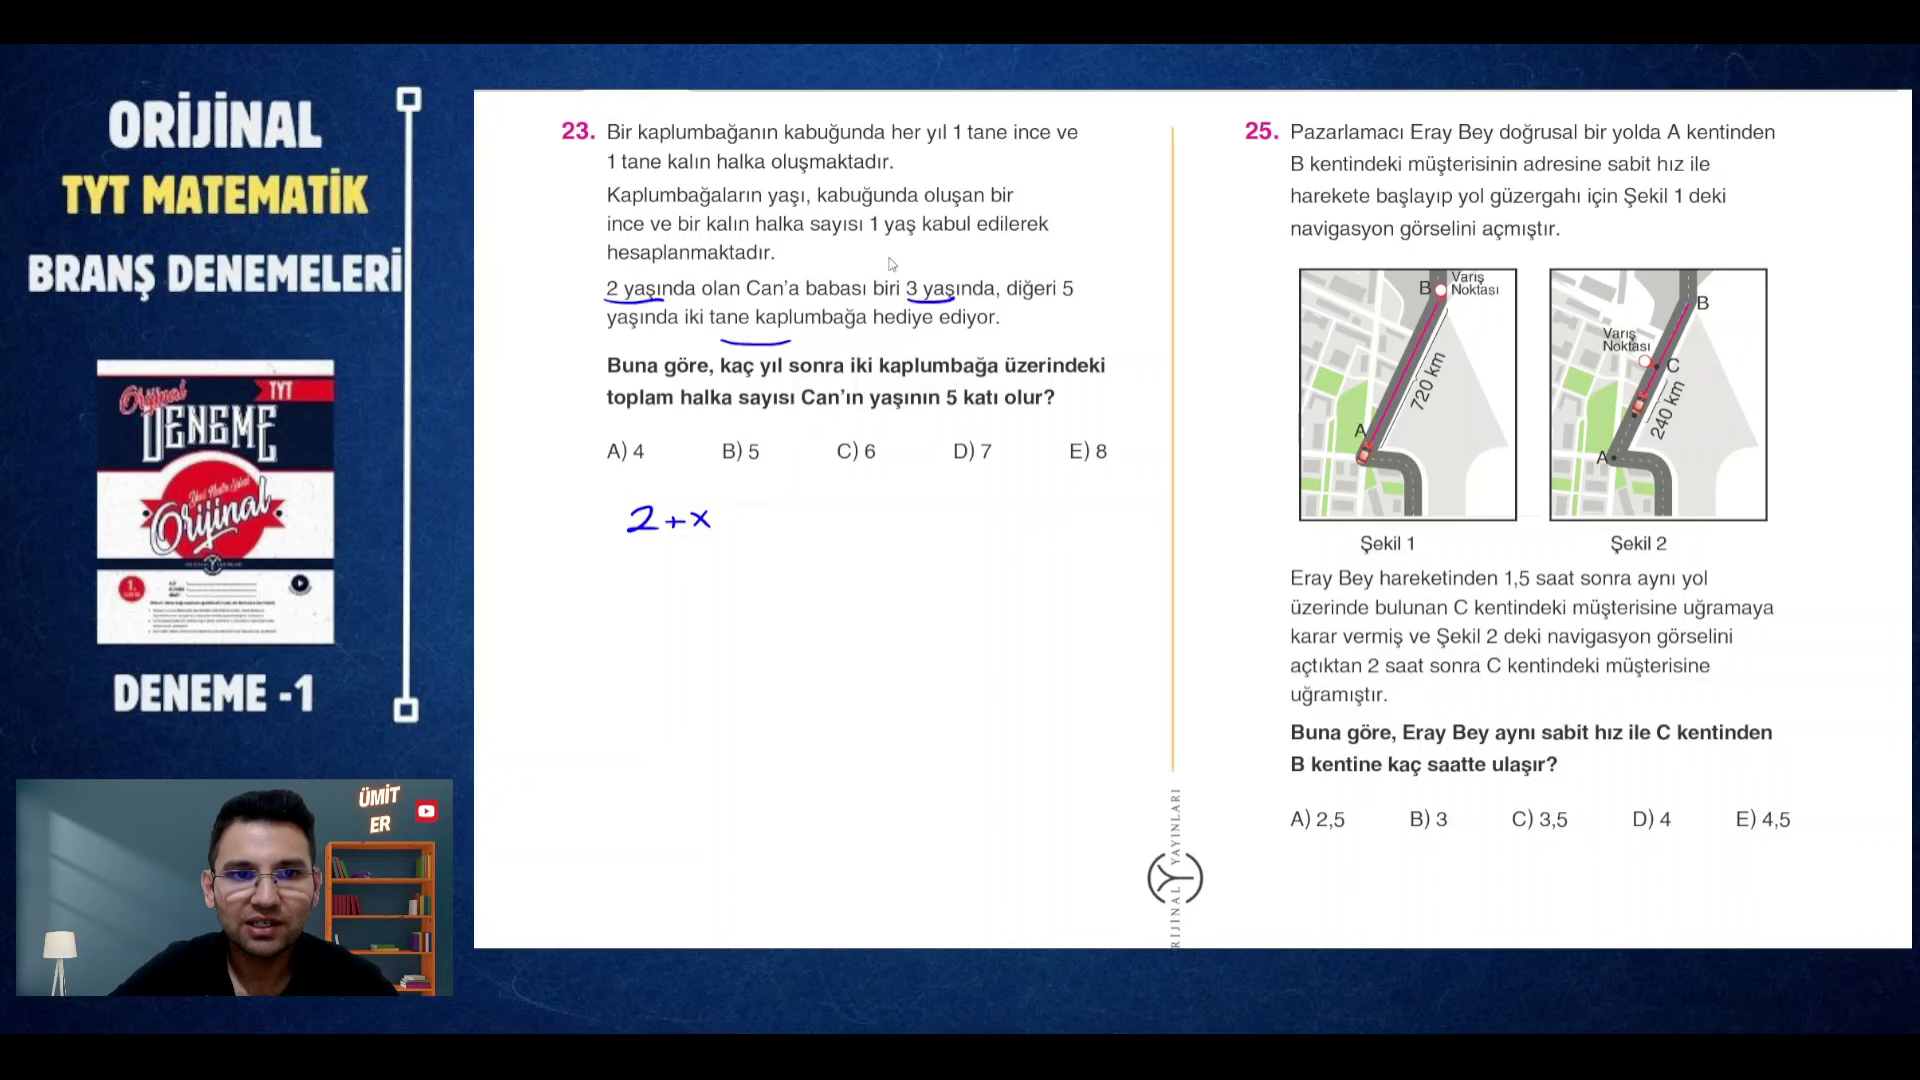 ORİJİNAL
TYT MATEMATİK
BRANŞ DENEMELERİ
Orijinal
TYT
DENEME
Orijinal
1.
DENEME -1
ÜMİT
ER
23. Bir kaplumbağanın kabuğunda her yıl 1 tane ince ve
1 tane kalın halka oluşmaktadır.
Kaplumbağaların yaşı, kabuğunda oluşan bir
ince ve bir kalın halka sayısı 1 yaş kabul edilerek
hesaplanmaktadır.
2 yaşında olan Can'a babası biri 3 yaşında, diğeri 5
yaşında iki tane kaplumbağa hediye ediyor.
Buna göre, kaç yıl sonra iki kaplumbağa üzerindeki
toplam halka sayısı Can'ın yaşının 5 katı olur?
A) 4 B) 5 C) 6 D) 7 E) 8
2+x
RİJİNAL YAYINLARI
25. Pazarlamacı Eray Bey doğrusal bir yolda A kentinden
B kentindeki müşterisinin adresine sabit hız ile
harekete başlayıp yol güzergahı için Şekil 1 deki
navigasyon görselini açmıştır.
B Varış
Noktası
720 km
A
Şekil 1
B
Varış
Noktası
C
240 km
A
Şekil 2
Eray Bey hareketinden 1,5 saat sonra aynı yol
üzerinde bulunan C kentindeki müşterisine uğramaya
karar vermiş ve Şekil 2 deki navigasyon görselini
açtıktan 2 saat sonra C kentindeki müşterisine
uğramıştır.
Buna göre, Eray Bey aynı sabit hız ile C kentinden
B kentine kaç saatte ulaşır?
A) 2,5 B) 3 C) 3,5 D) 4 E) 4,5